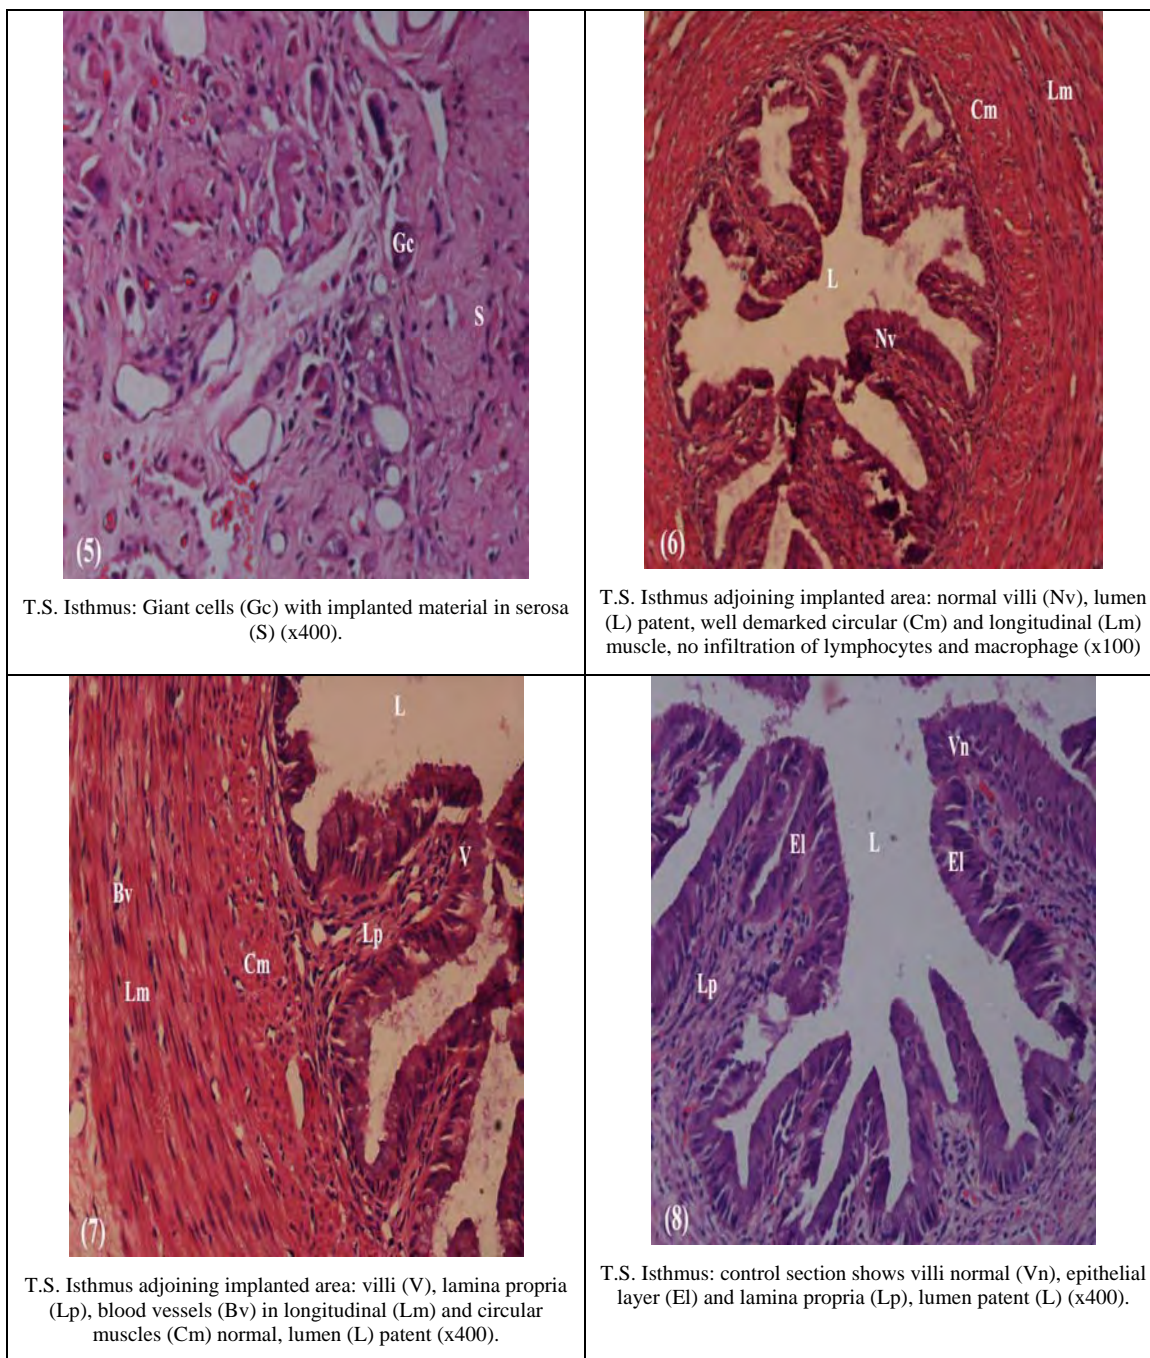 Gc
S
(5)
T.S. Isthmus: Giant cells (Gc) with implanted material in serosa
(S) (x400).
Lm
Cm
L
Nv
(6)
T.S. Isthmus adjoining implanted area: normal villi (Nv), lumen
(L) patent, well demarked circular (Cm) and longitudinal (Lm)
muscle, no infiltration of lymphocytes and macrophage (x100)
L
V
Bv
Lp
Cm
Lm
(7)
T.S. Isthmus adjoining implanted area: villi (V), lamina propria
(Lp), blood vessels (Bv) in longitudinal (Lm) and circular
muscles (Cm) normal, lumen (L) patent (x400).
Vn
El
L
El
Lp
(8)
T.S. Isthmus: control section shows villi normal (Vn), epithelial
layer (El) and lamina propria (Lp), lumen patent (L) (x400).